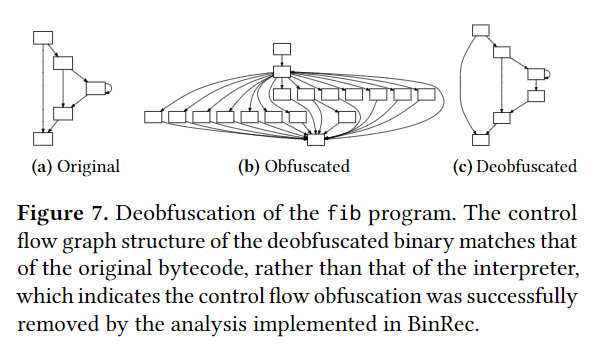 (a) Original
(b) Obfuscated
(c) Deobfuscated
Figure 7. Deobfuscation of the fib program. The control
flow graph structure of the deobfuscated binary matches that
of the original bytecode, rather than that of the interpreter,
which indicates the control flow obfuscation was successfully
removed by the analysis implemented in BinRec.